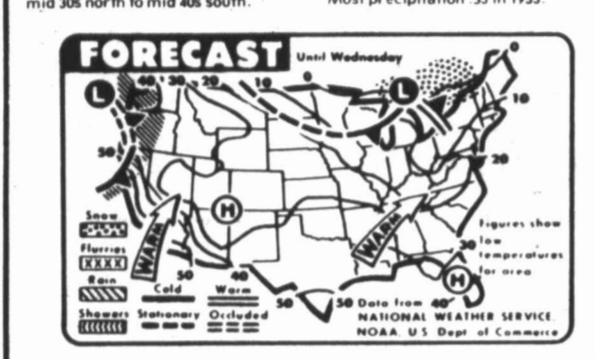 mid 30s north to mid 40s south.
Most precipitation .55 in 1955.
FORECAST Until Wednesday
40 30 20 10 0 0
L L
10
50
20
H
Snow
Flurries
Rain
Showers
WARM
WARM
Figures show
low
temperatures
for area
30
H
50 40
Cold Warm
Stationary Occluded
50 50 40
Data from
NATIONAL WEATHER SERVICE,
NOAA, U.S. Dept. of Commerce